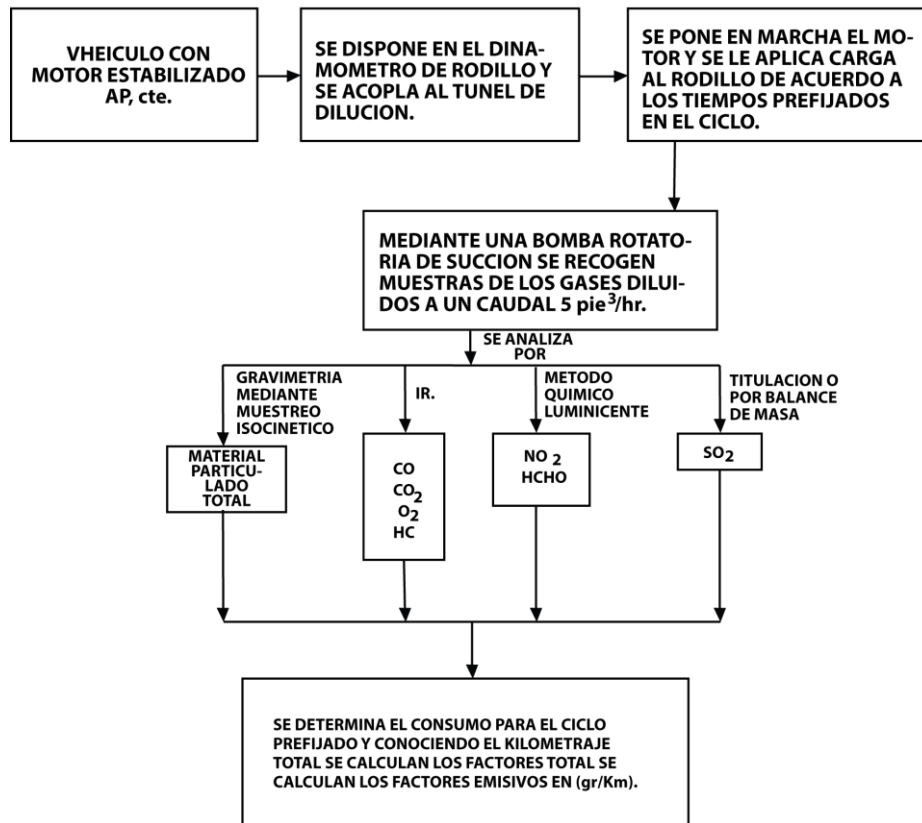 VHEICULO CON
MOTOR ESTABILIZADO
AP, cte.
SE DISPONE EN EL DINA-
MOMETRO DE RODILLO Y
SE ACOPLA AL TUNEL DE
DILUCION.
SE PONE EN MARCHA EL MO-
TOR Y SE LE APLICA CARGA
AL RODILLO DE ACUERDO A
LOS TIEMPOS PREFIJADOS
EN EL CICLO.
MEDIANTE UNA BOMBA ROTATO-
RIA DE SUCCION SE RECOGEN
MUESTRAS DE LOS GASES DILUI-
DOS A UN CAUDAL 5 pie³/hr.
SE ANALIZA
POR
GRAVIMETRIA
MEDIANTE
MUESTREO
ISOCINETICO
MATERIAL
PARTICU-
LADO
TOTAL
IR.
CO
CO₂
O₂
HC
METODO
QUIMICO
LUMINICENTE
NO₂
HCHO
TITULACION O
POR BALANCE
DE MASA
SO₂
SE DETERMINA EL CONSUMO PARA EL CICLO
PREFIJADO Y CONOCIENDO EL KILOMETRAJE
TOTAL SE CALCULAN LOS FACTORES TOTAL SE
CALCULAN LOS FACTORES EMISIVOS EN (gr/Km).